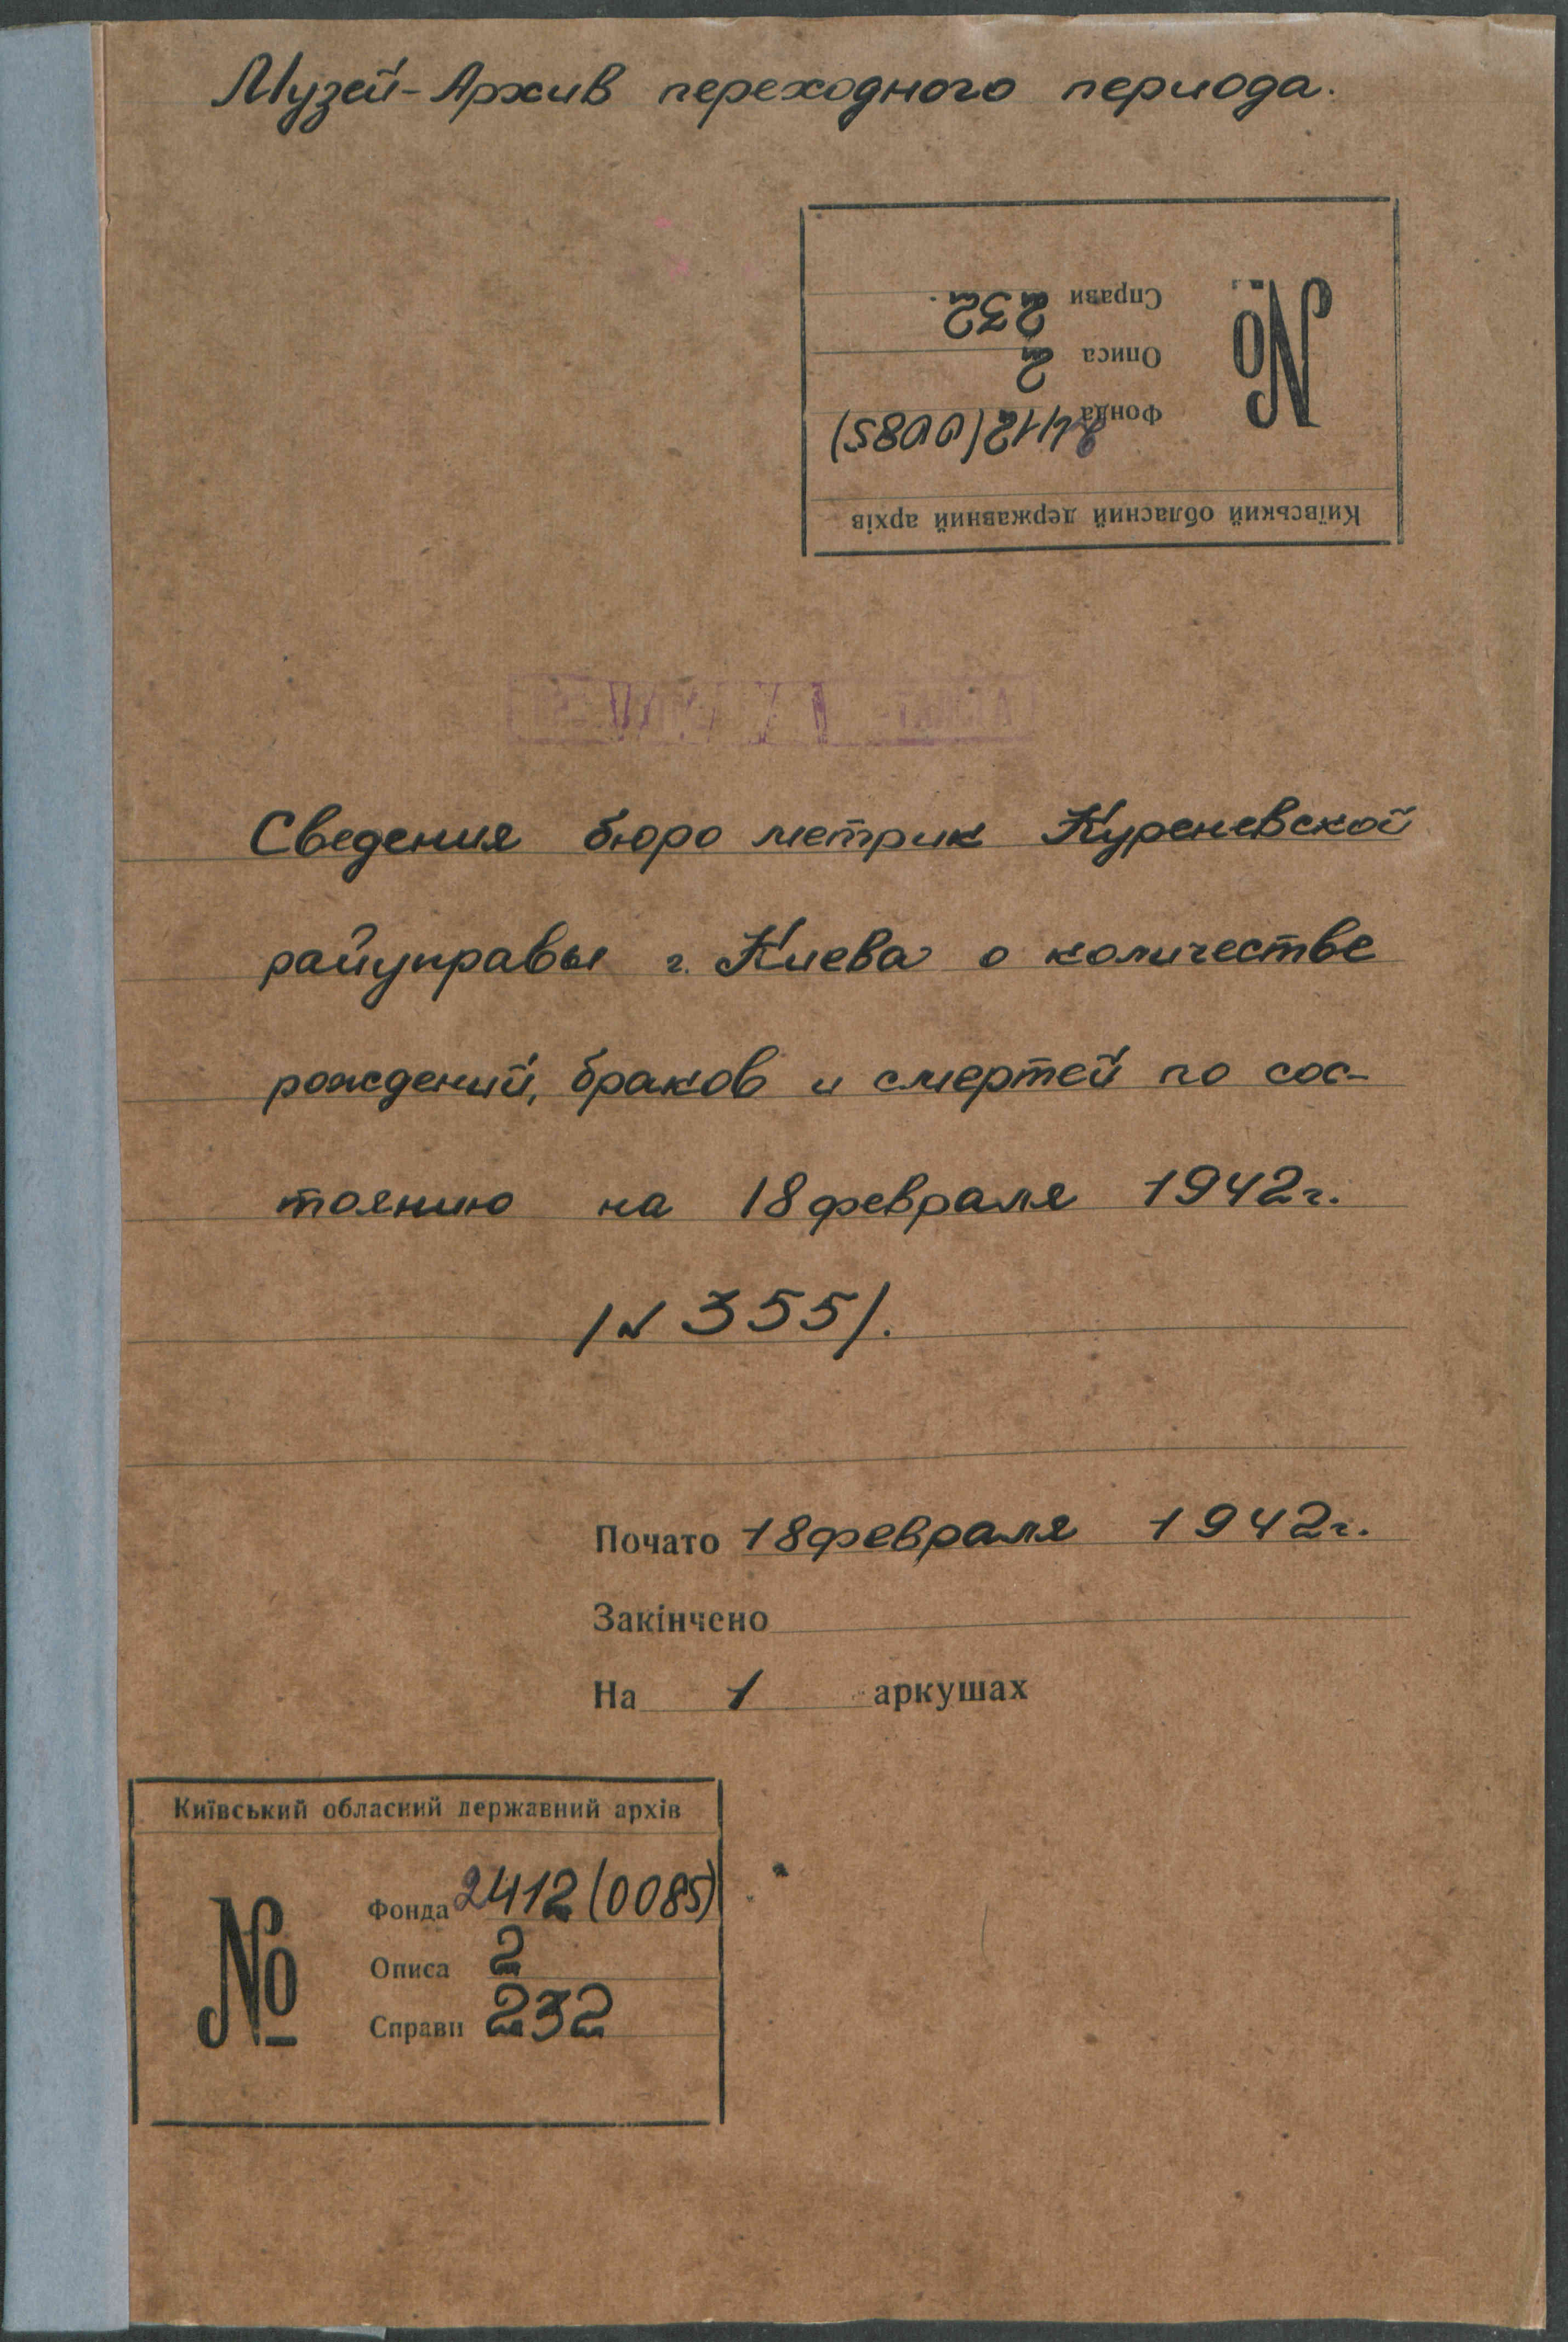 Музей-Архив переходного периода.
Київський обласний державний архів
№
Фонда 2412(0085)
Описа 2
Справи 232.
Сведения бюро метрик Куреневской
райуправы г. Киева о количестве
рождений, браков и смертей по сос-
тоянию на 18 февраля 1942г.
/№ 355/.
Почато 18 февраля 1942г.
Закінчено
На 1 аркушах
Київський обласний державний архів
№
Фонда 2412(0085)
Описа 2
Справи 232